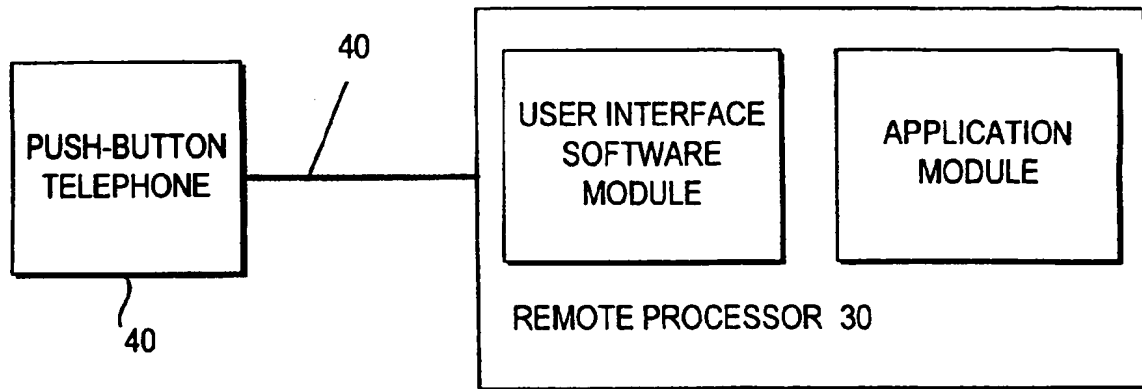 40
PUSH-BUTTON
TELEPHONE
40
USER INTERFACE
SOFTWARE
MODULE
APPLICATION
MODULE
REMOTE PROCESSOR 30